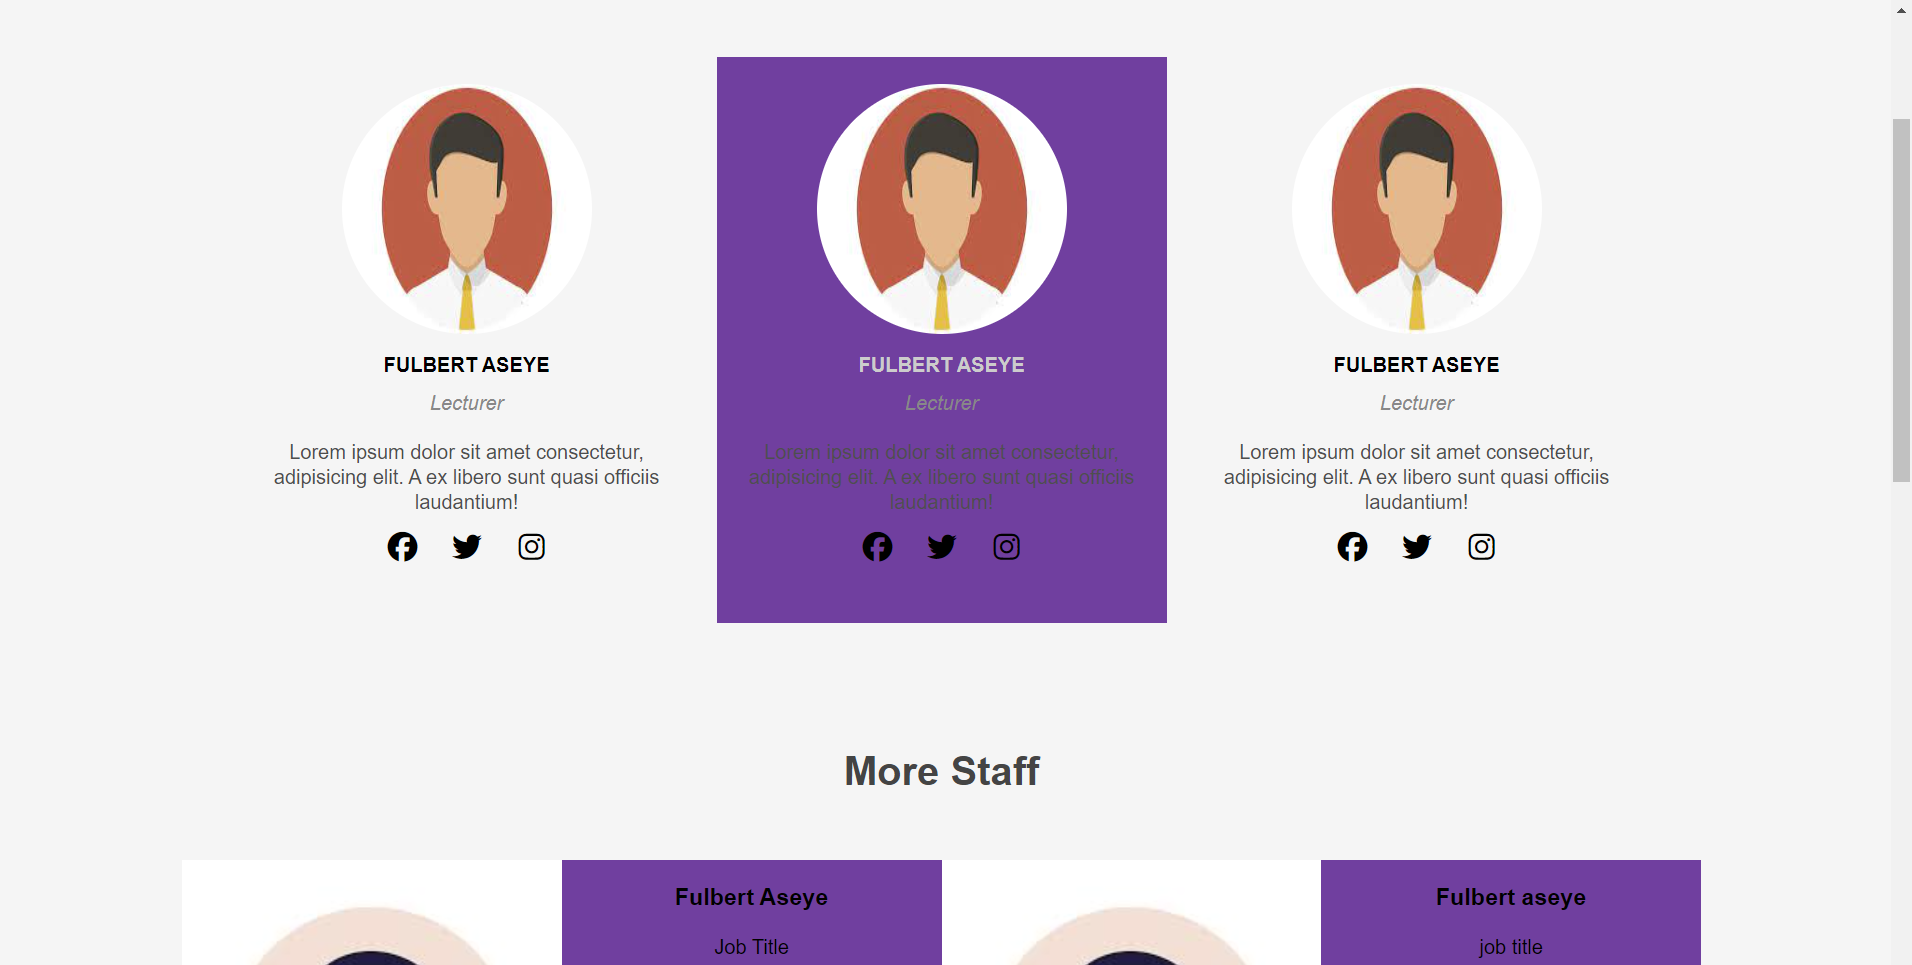 FULBERT ASEYE
Lecturer
Lorem ipsum dolor sit amet consectetur,
adipisicing elit. A ex libero sunt quasi officiis
laudantium!
FULBERT ASEYE
Lecturer
Lorem ipsum dolor sit amet consectetur,
adipisicing elit. A ex libero sunt quasi officiis
laudantium!
FULBERT ASEYE
Lecturer
Lorem ipsum dolor sit amet consectetur,
adipisicing elit. A ex libero sunt quasi officiis
laudantium!
More Staff
Fulbert Aseye
Job Title
Fulbert aseye
job title